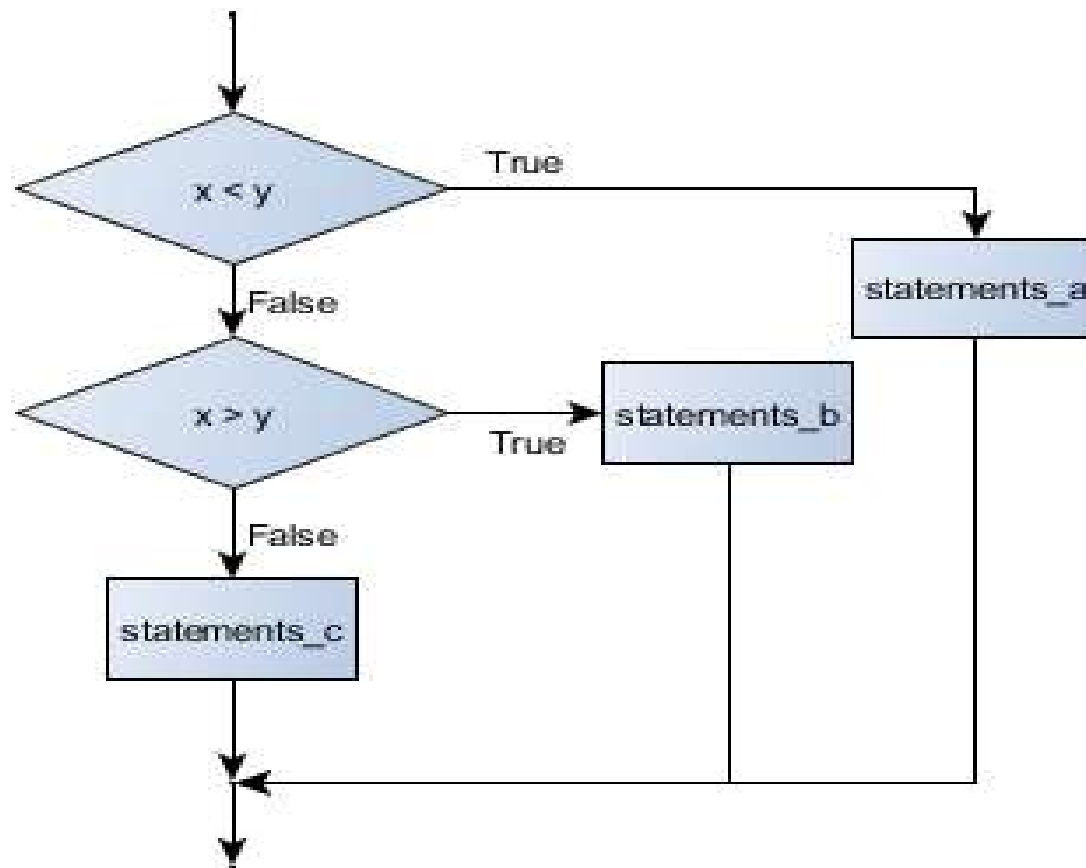 True
x < y
statements_a
False
x > y
True
statements_b
False
statements_c